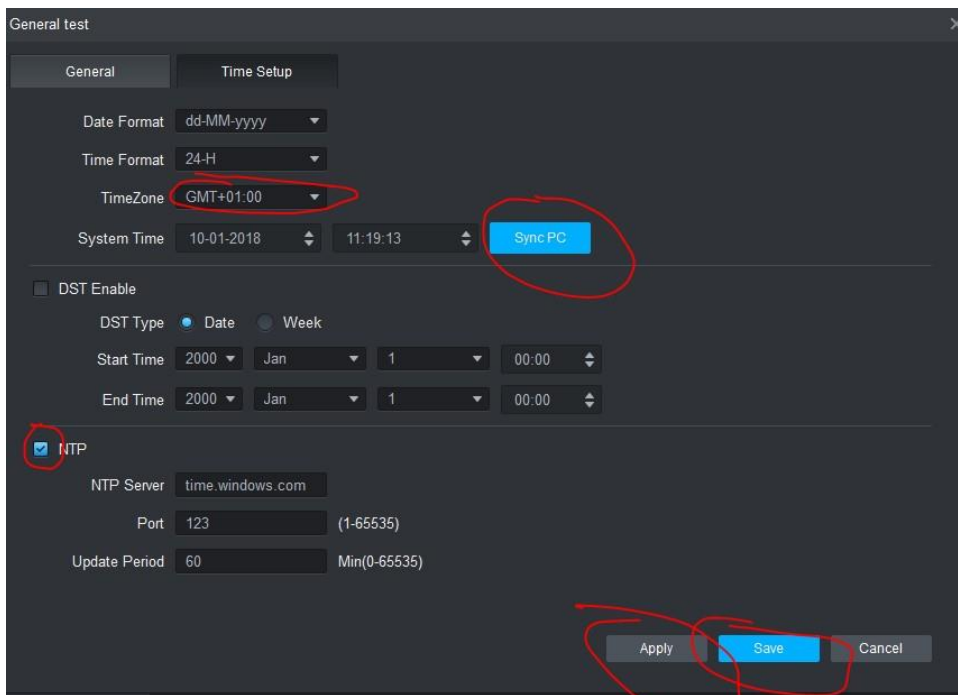 General test
General Time Setup
Date Format dd-MM-yyyy
Time Format 24-H
TimeZone GMT+01:00
System Time 10-01-2018 11:19:13 Sync PC
DST Enable
DST Type Date Week
Start Time 2000 Jan 1 00:00
End Time 2000 Jan 1 00:00
NTP
NTP Server time.windows.com
Port 123 (1-65535)
Update Period 60 Min(0-65535)
Apply Save Cancel